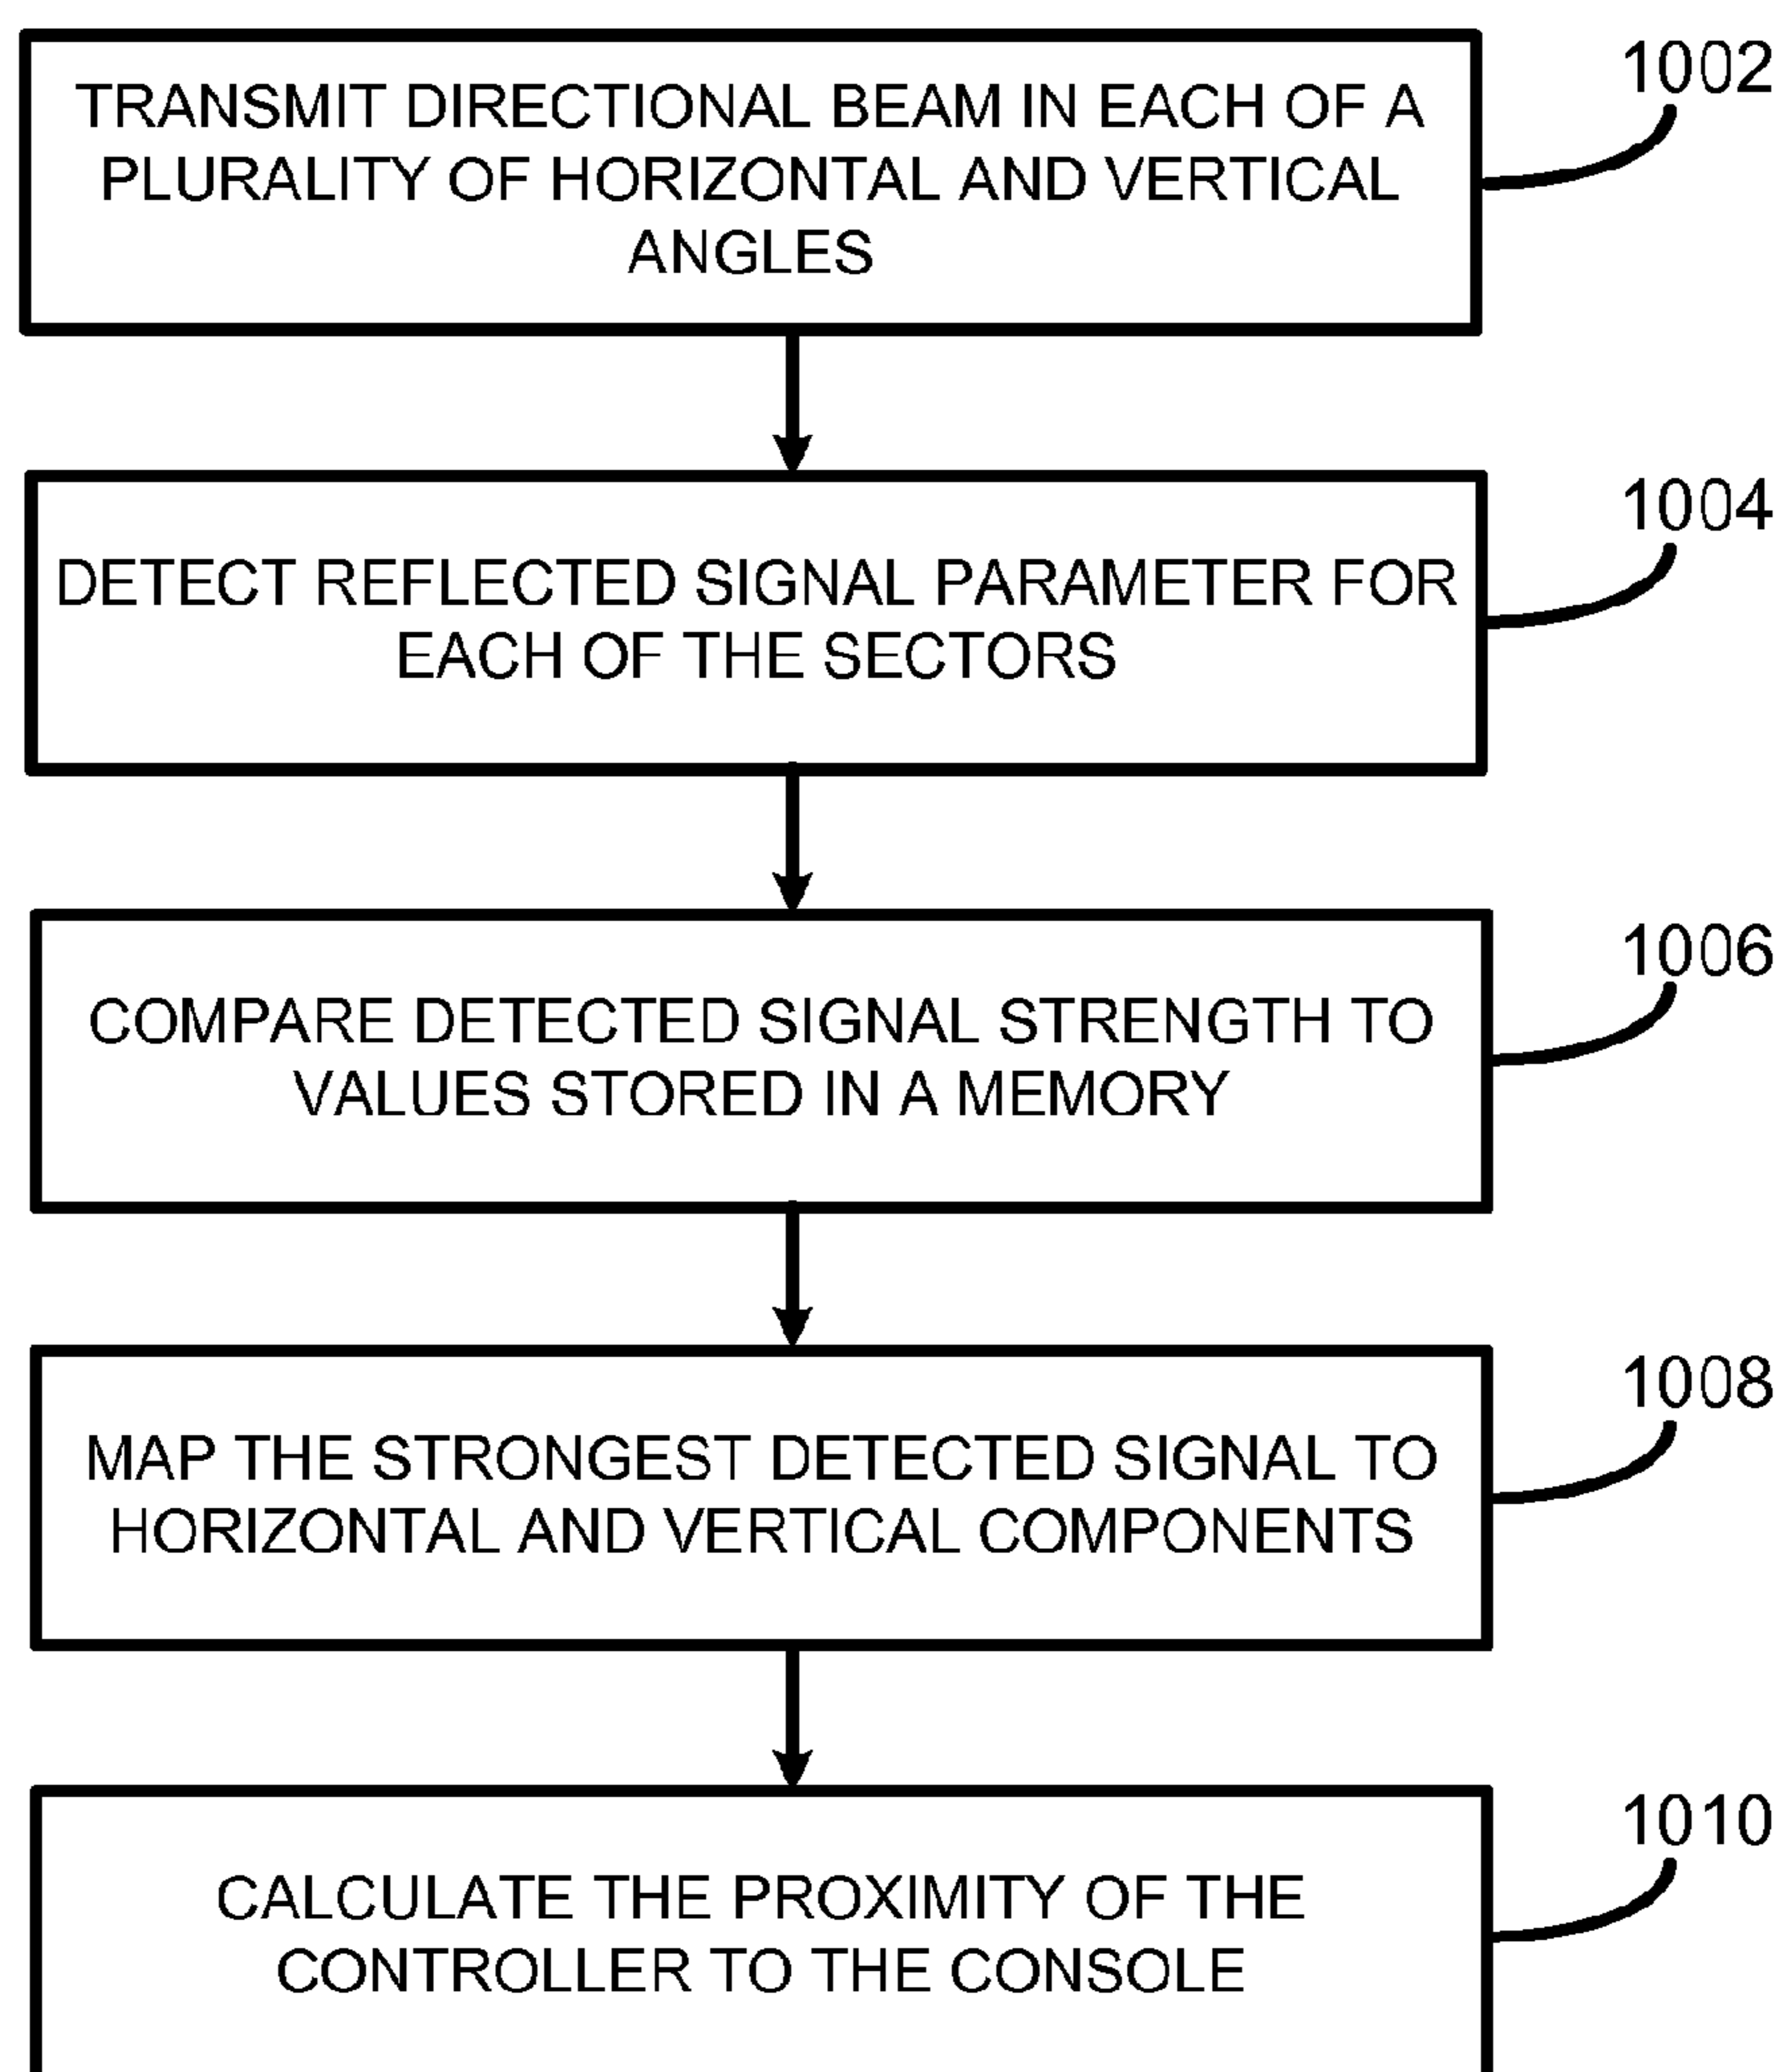 TRANSMIT DIRECTIONAL BEAM IN EACH OF A
PLURALITY OF HORIZONTAL AND VERTICAL
ANGLES
1002
DETECT REFLECTED SIGNAL PARAMETER FOR
EACH OF THE SECTORS
1004
COMPARE DETECTED SIGNAL STRENGTH TO
VALUES STORED IN A MEMORY
1006
MAP THE STRONGEST DETECTED SIGNAL TO
HORIZONTAL AND VERTICAL COMPONENTS
1008
CALCULATE THE PROXIMITY OF THE
CONTROLLER TO THE CONSOLE
1010